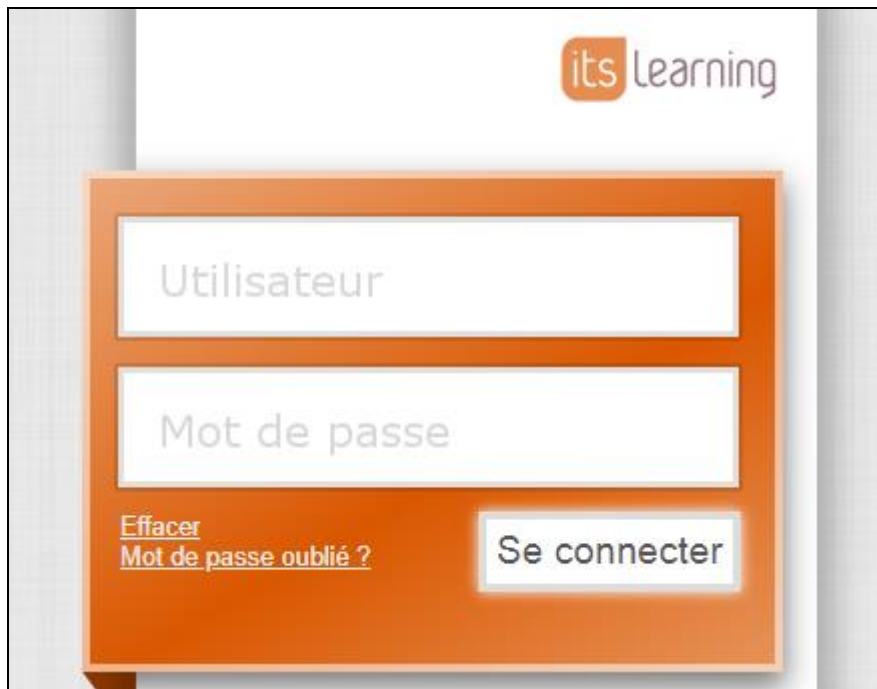 its learning
Utilisateur
Mot de passe
Effacer
Mot de passe oublié ?
Se connecter